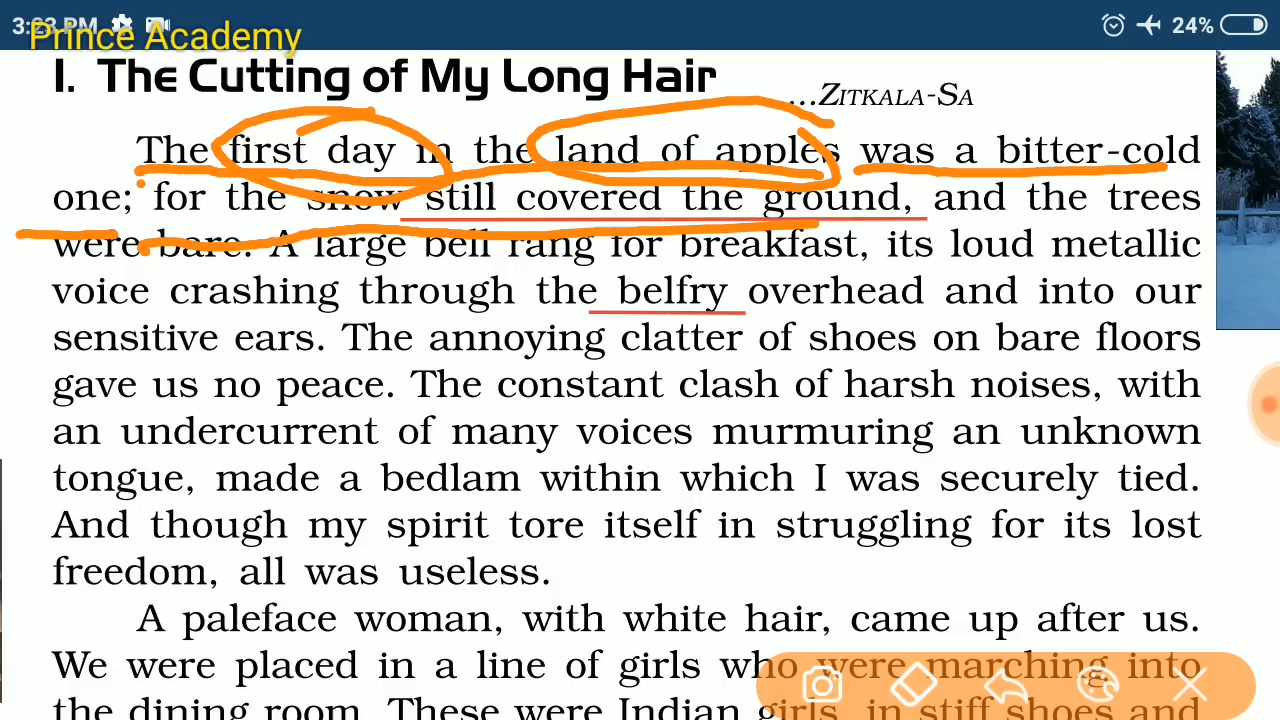 3:23 PM
24%
Prince Academy
I. The Cutting of My Long Hair
...ZITKALA-SA
The first day in the land of apples was a bitter-cold
one; for the snow still covered the ground, and the trees
were bare. A large bell rang for breakfast, its loud metallic
voice crashing through the belfry overhead and into our
sensitive ears. The annoying clatter of shoes on bare floors
gave us no peace. The constant clash of harsh noises, with
an undercurrent of many voices murmuring an unknown
tongue, made a bedlam within which I was securely tied.
And though my spirit tore itself in struggling for its lost
freedom, all was useless.
A paleface woman, with white hair, came up after us.
We were placed in a line of girls who were marching into
the dining room. These were Indian girls, in stiff shoes and